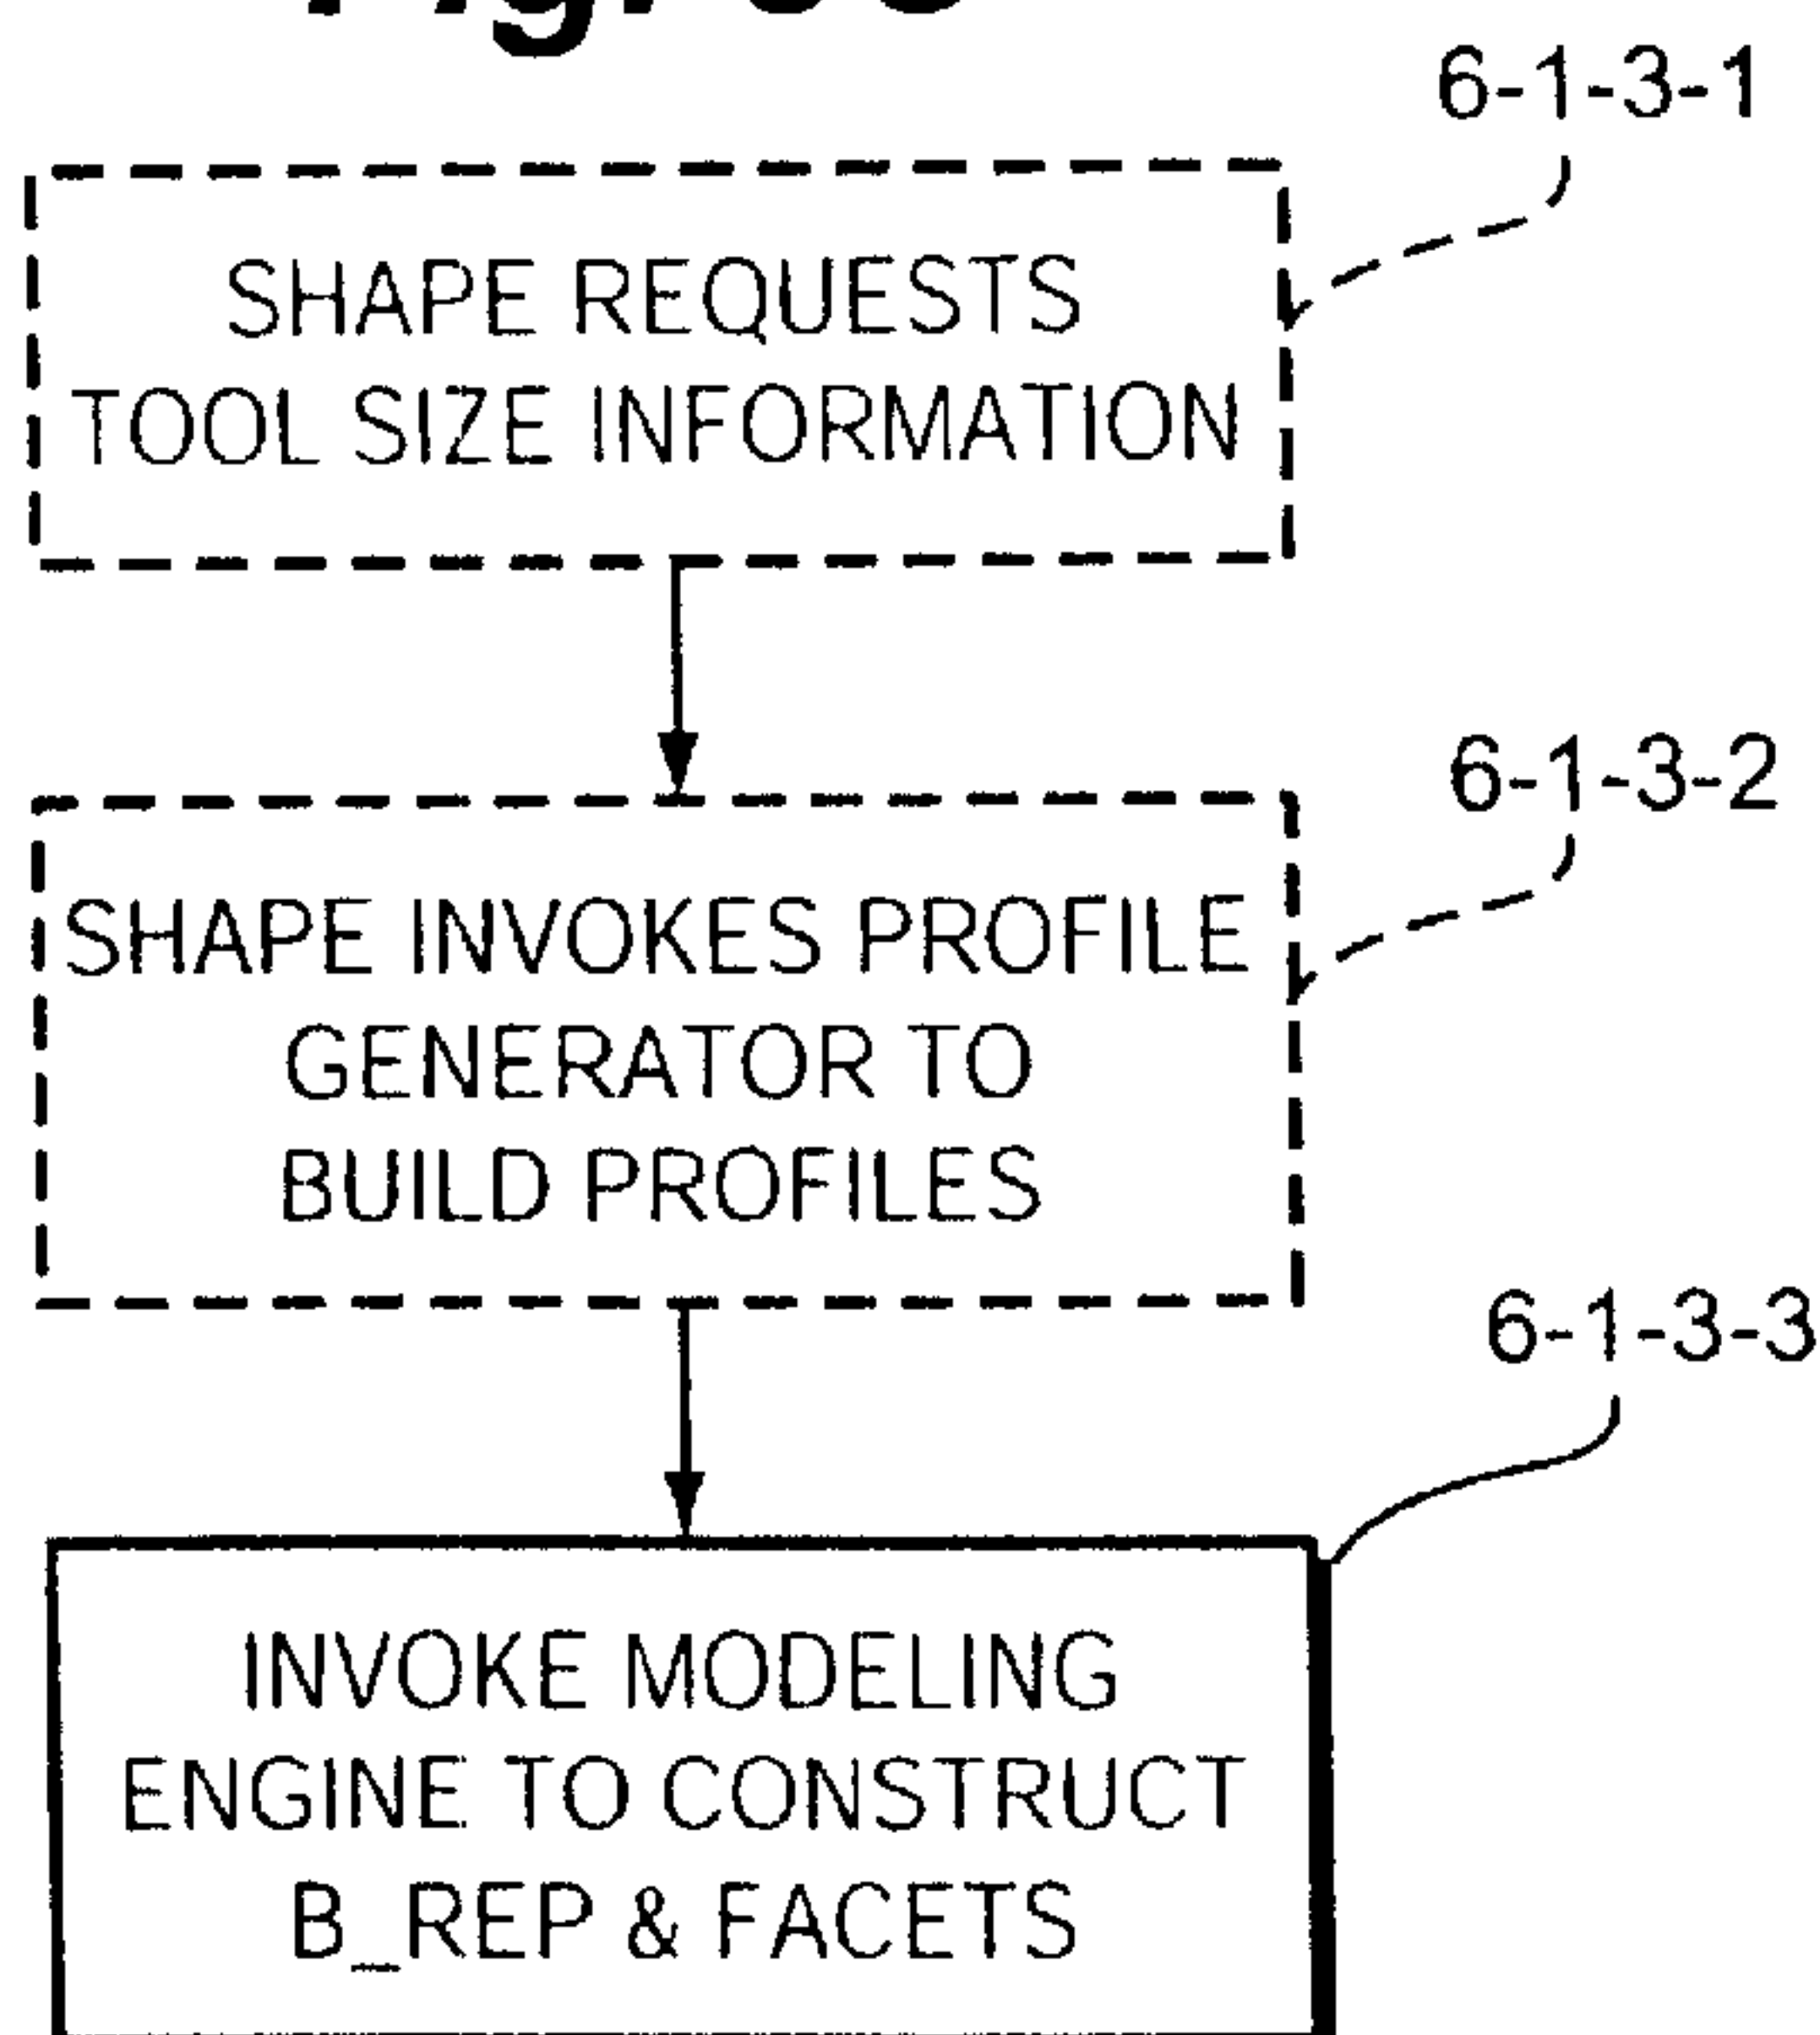 6-1-3-1
SHAPE REQUESTS
TOOL SIZE INFORMATION
6-1-3-2
SHAPE INVOKES PROFILE
GENERATOR TO
BUILD PROFILES
6-1-3-3
INVOKE MODELING
ENGINE TO CONSTRUCT
B_REP & FACETS